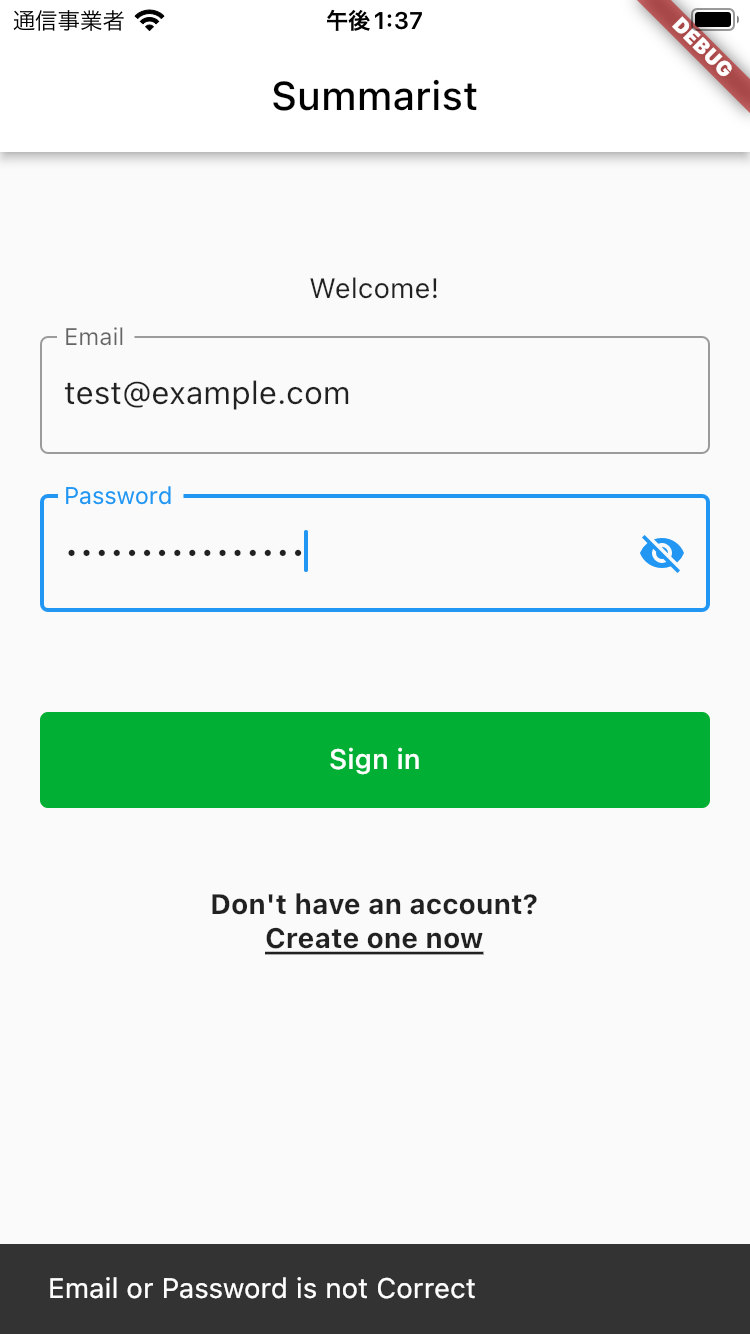 通信事業者
午後1:37
DEBUG
Summarist
Welcome!
Email
test@example.com
Password
Sign in
Don't have an account?
Create one now
Email or Password is not Correct